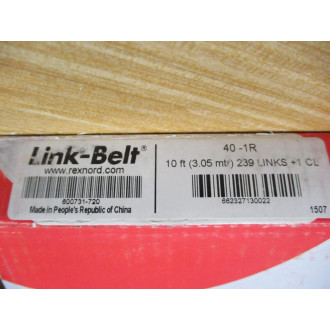 Link-Belt®
www.rexnord.com
600731-720
Made in People's Republic of China
40 -1R
10 ft (3.05 mtr) 239 LINKS +1 CL
662327130022
1507